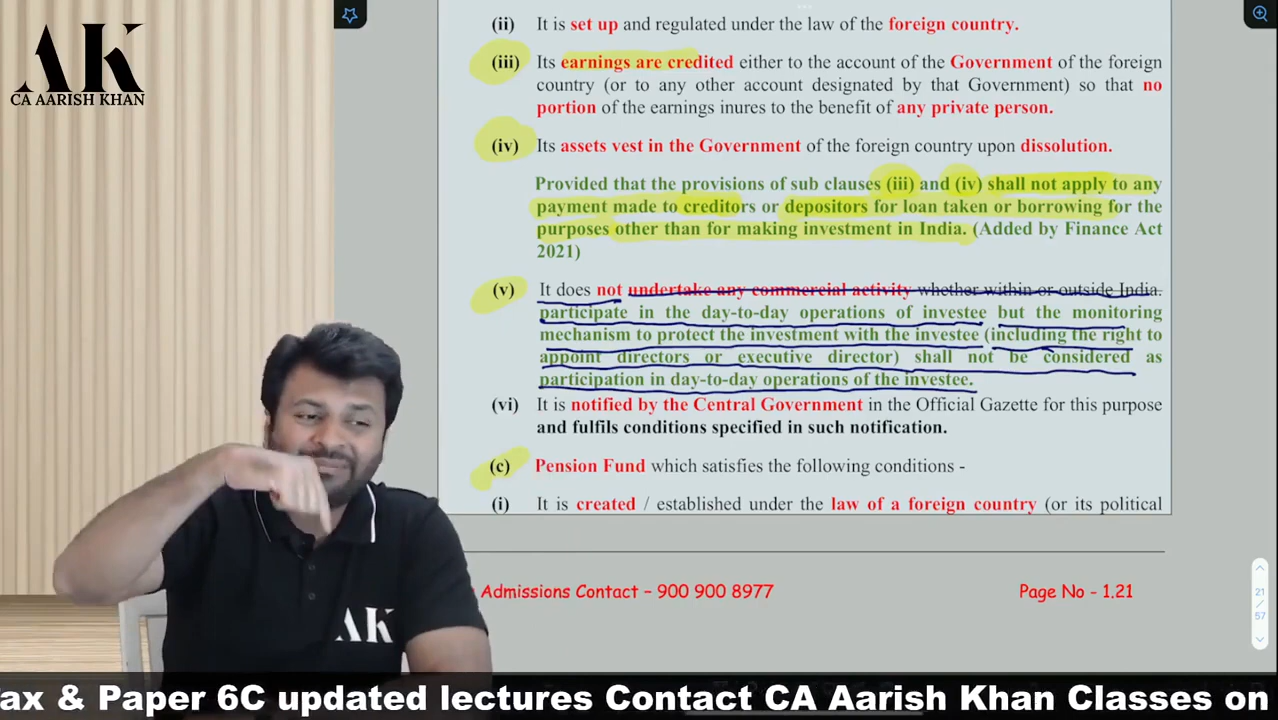 AK
CA AARISH KHAN
(ii) It is set up and regulated under the law of the foreign country.
(iii) Its earnings are credited either to the account of the Government of the foreign
country (or to any other account designated by that Government) so that no
portion of the earnings inures to the benefit of any private person.
(iv) Its assets vest in the Government of the foreign country upon dissolution.
Provided that the provisions of sub clauses (iii) and (iv) shall not apply to any
payment made to creditors or depositors for loan taken or borrowing for the
purposes other than for making investment in India. (Added by Finance Act
2021)
(v) It does not undertake any commercial activity whether within or outside India.
participate in the day-to-day operations of investee but the monitoring
mechanism to protect the investment with the investee (including the right to
appoint directors or executive director) shall not be considered as
participation in day-to-day operations of the investee.
(vi) It is notified by the Central Government in the Official Gazette for this purpose
and fulfils conditions specified in such notification.
(c) Pension Fund which satisfies the following conditions -
(i) It is created / established under the law of a foreign country (or its political
Admissions Contact – 900 900 8977 Page No - 1.21
21
/
57
AK
ax & Paper 6C updated lectures Contact CA Aarish Khan Classes on